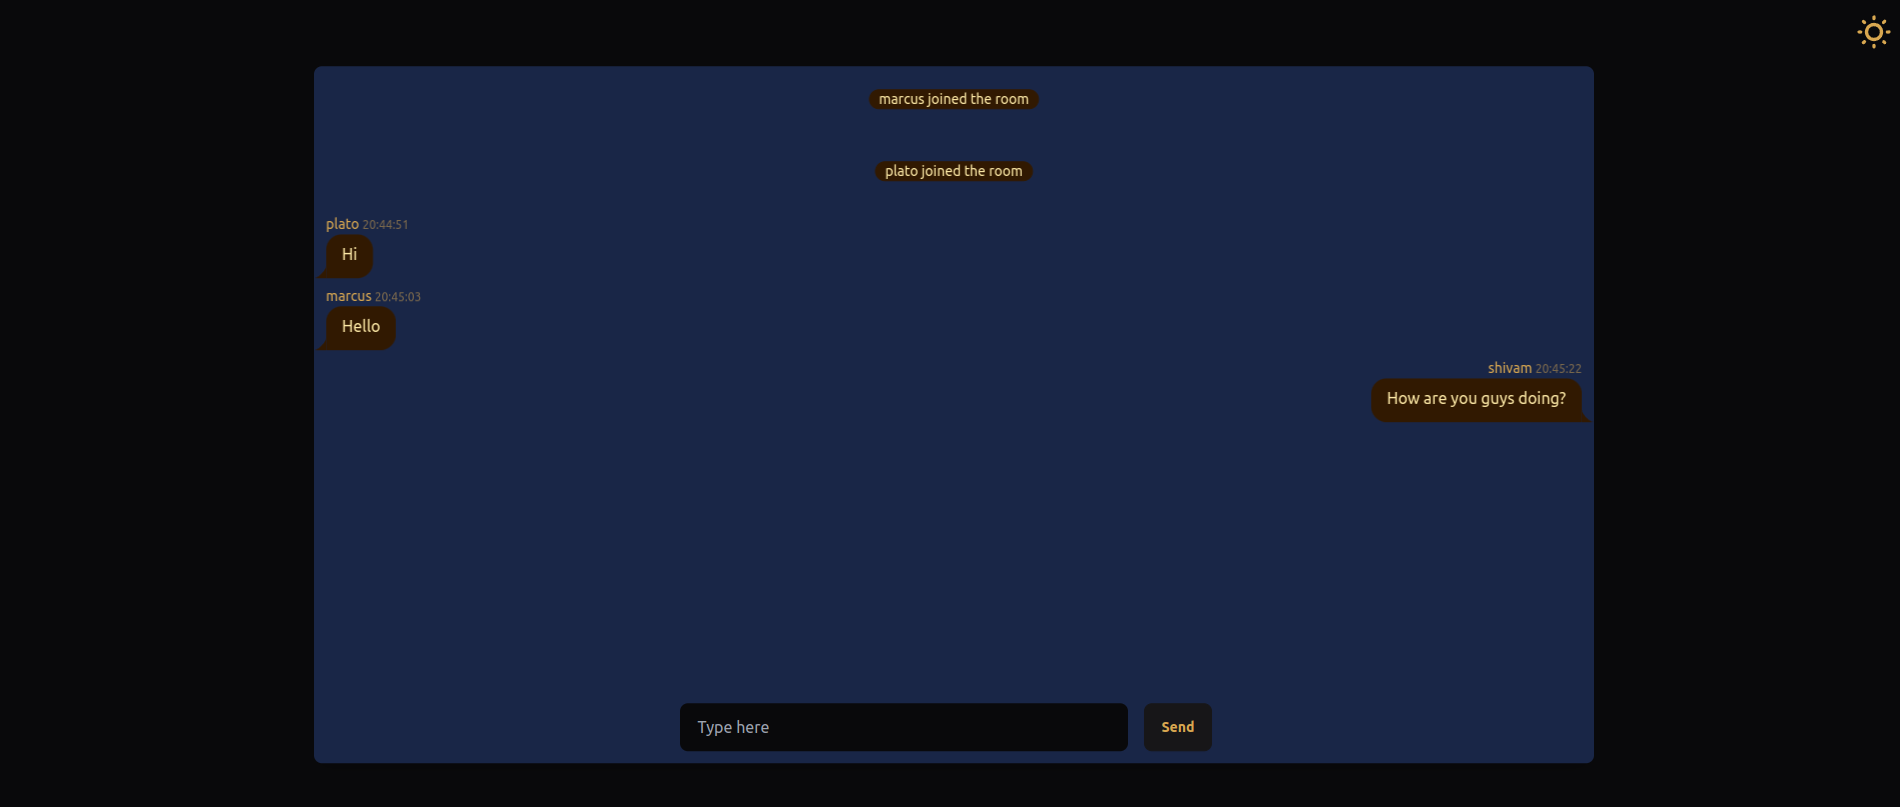 marcus joined the room
plato joined the room
plato 20:44:51
Hi
marcus 20:45:03
Hello
shivam 20:45:22
How are you guys doing?
Type here
Send